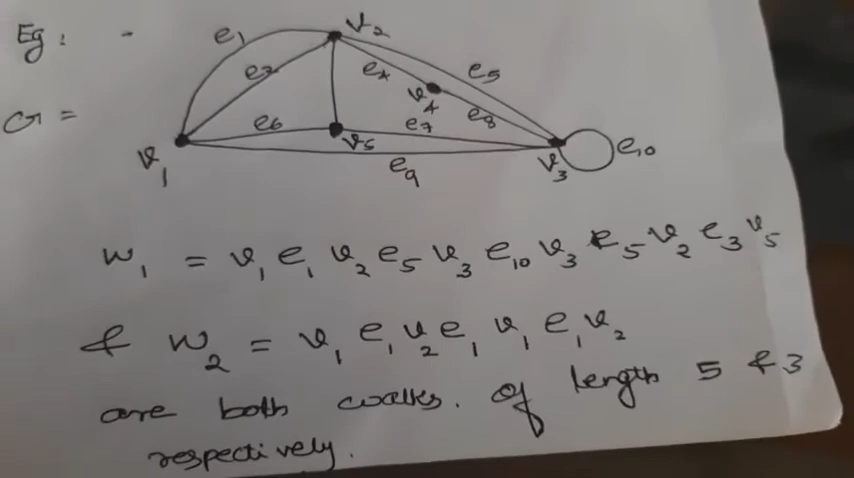 Eg: -
e1 v2
e2 e4 e5
G =
v4 e8
e6 v5 e7
v1 e9 v3 e10
w1 = v1 e1 v2 e5 v3 e10 v3 e5 v2 e3 v5
& w2 = v1 e1 v2 e1 v1 e1 v2
are both walks. of length 5 & 3
respectively.